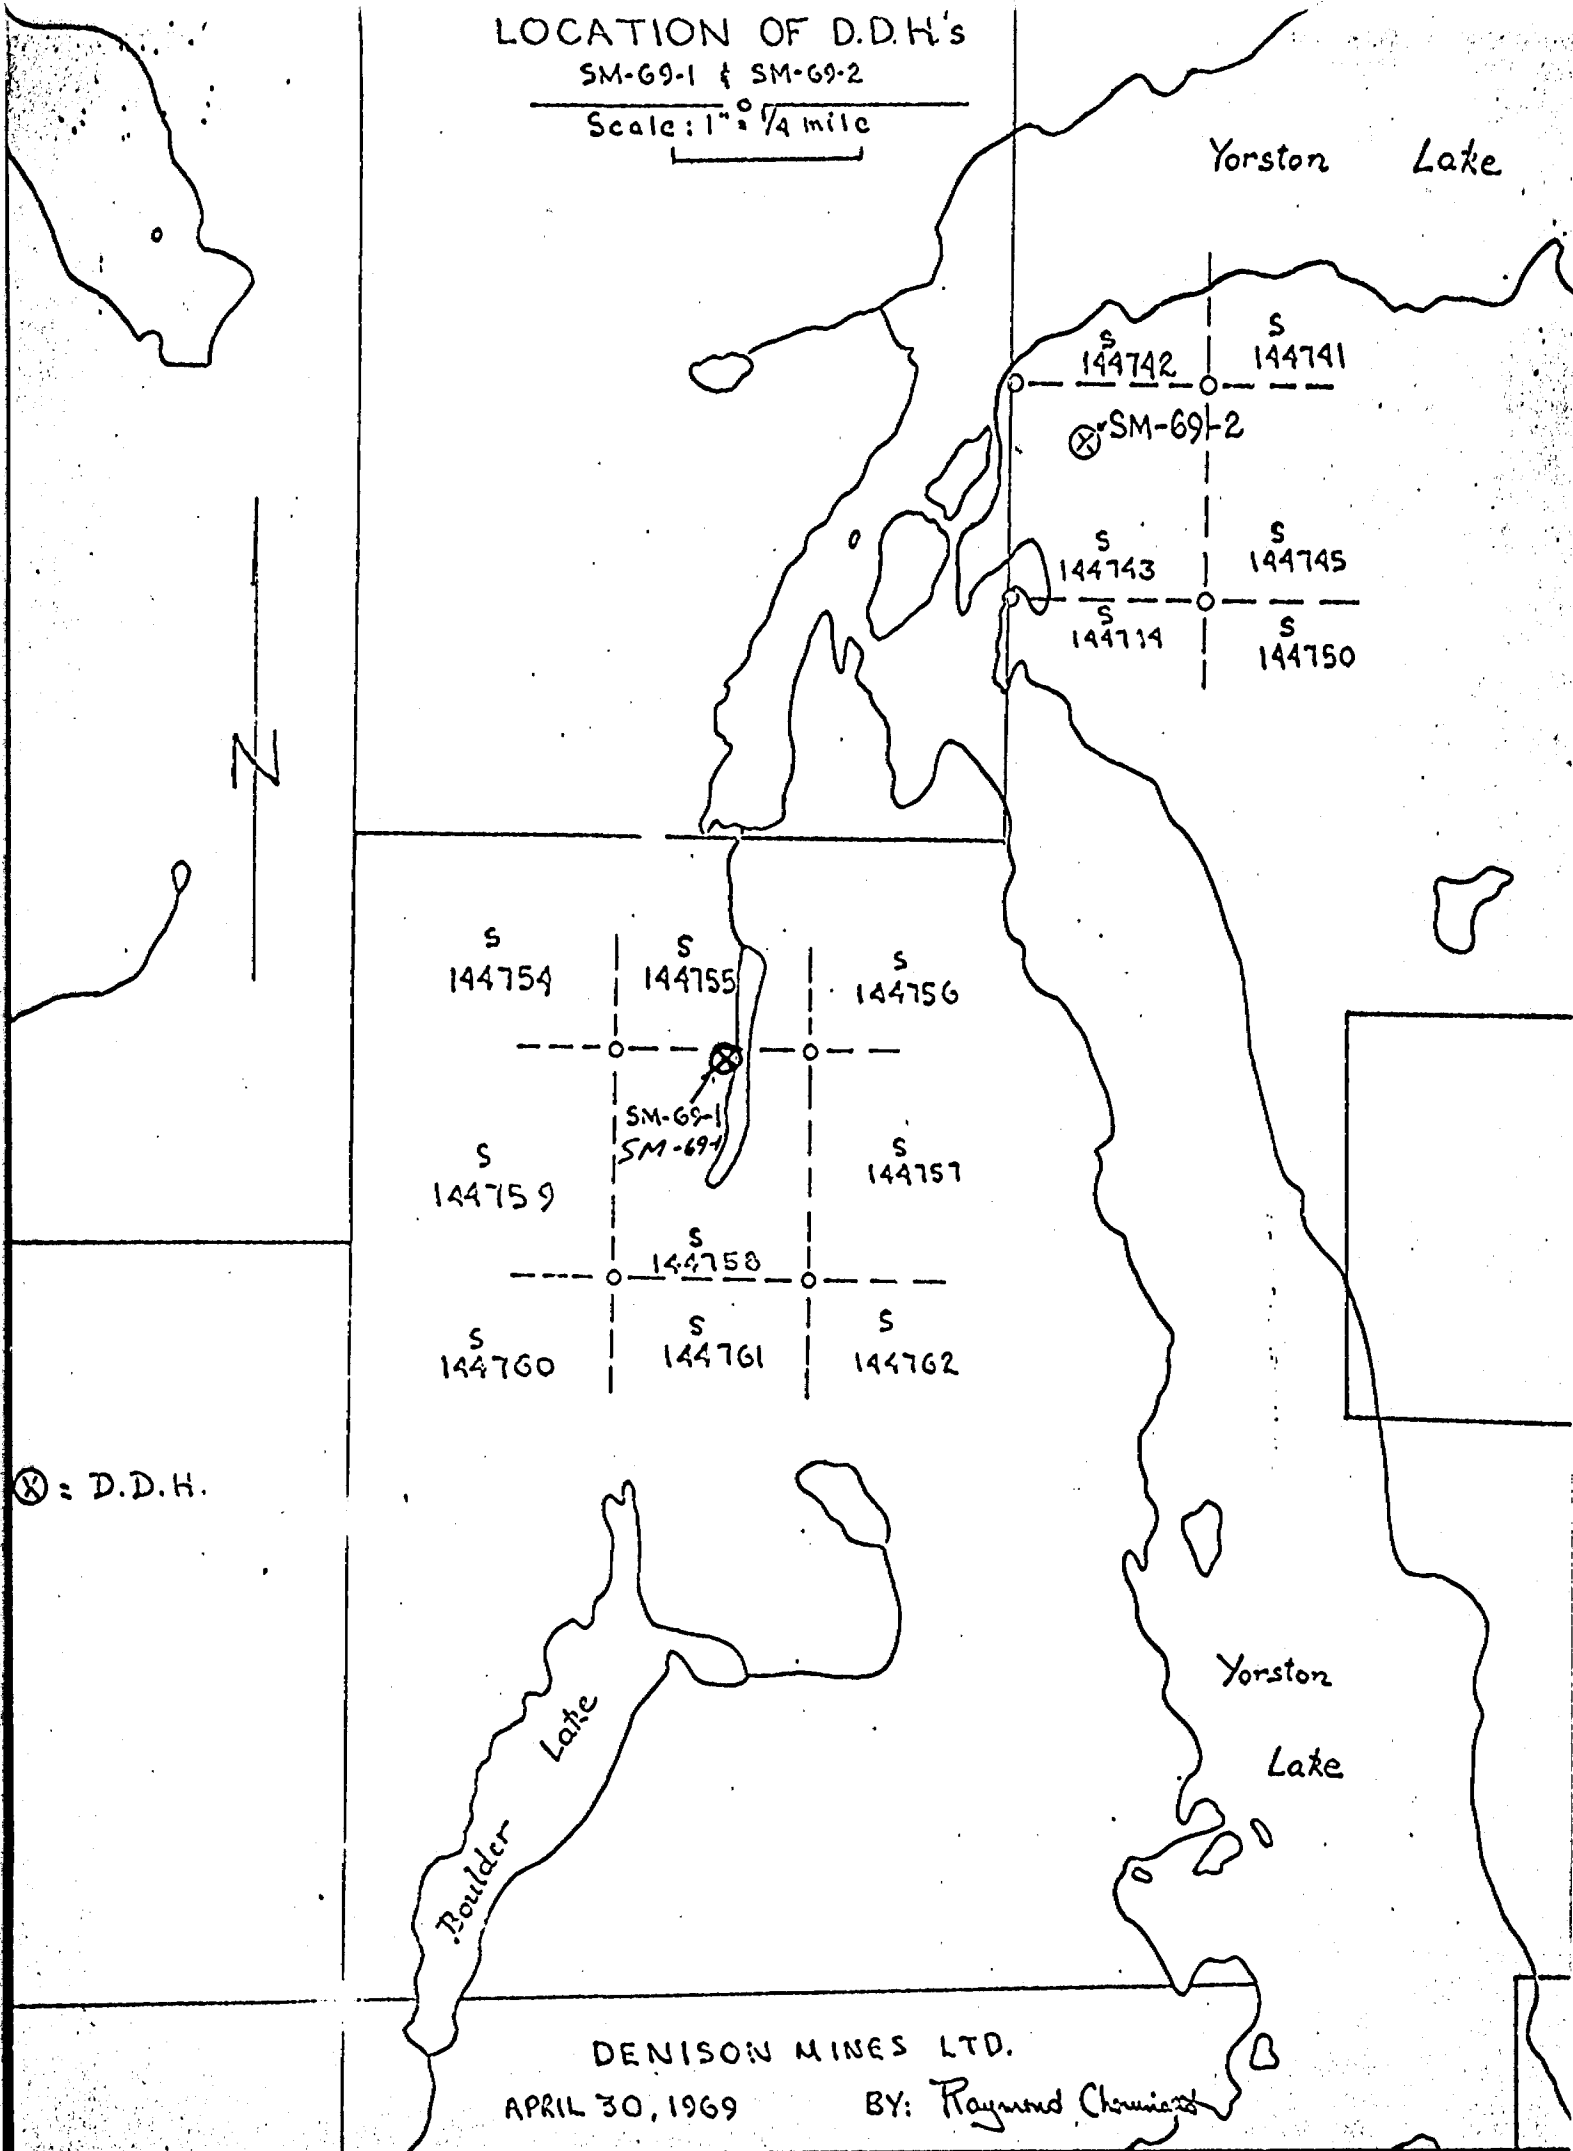 LOCATION OF D.D.H.'s
SM-69-1 & SM-69-2
Scale: 1" = 1/4 mile
Yorston Lake
S
144742
S
144741
SM-69-2
S
144743
S
144745
S
S
144750
N
S
144754
S
144755
S
144756
SM-69-1
SM-69-1
S
144759
S
144757
S
144758
S
144760
S
144761
S
144762
⊗ = D.D.H.
Boulder Lake
Yorston
Lake
DENISON MINES LTD.
APRIL 30, 1969
BY: Raymond